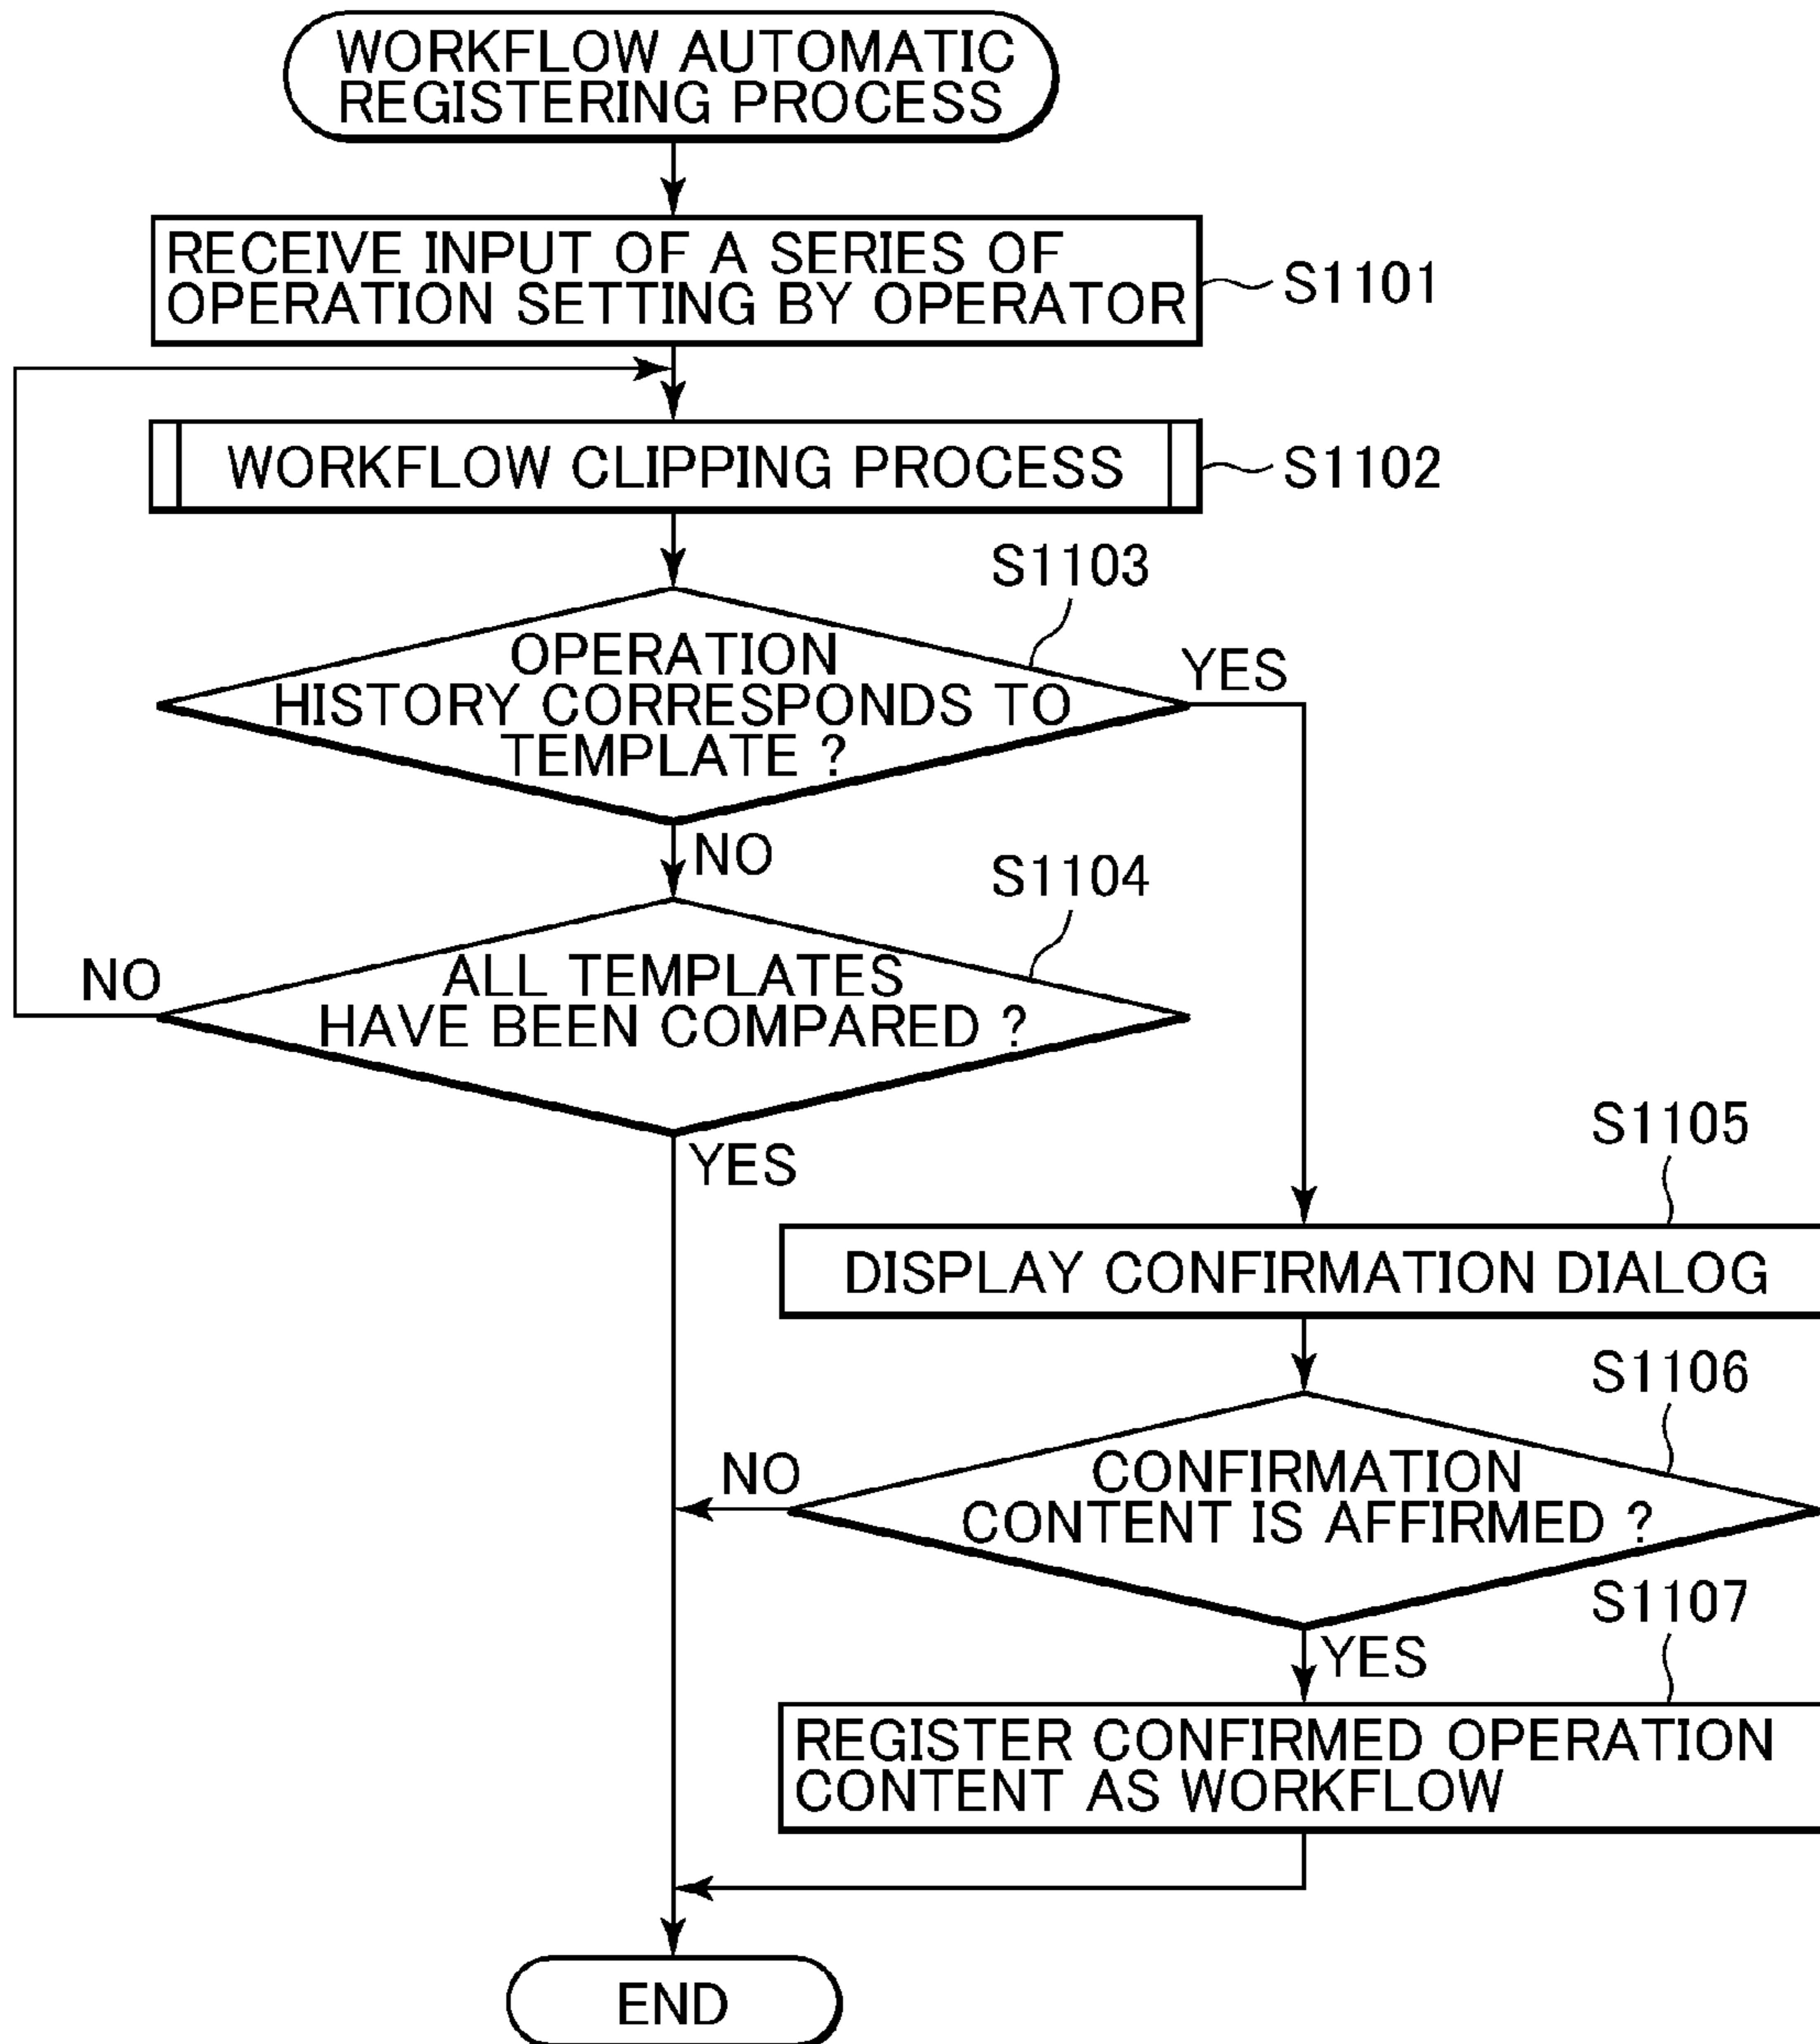 WORKFLOW AUTOMATIC
REGISTERING PROCESS
RECEIVE INPUT OF A SERIES OF
OPERATION SETTING BY OPERATOR
S1101
WORKFLOW CLIPPING PROCESS
S1102
S1103
OPERATION
HISTORY CORRESPONDS TO
TEMPLATE ?
YES
NO
S1104
ALL TEMPLATES
HAVE BEEN COMPARED ?
NO
YES
S1105
DISPLAY CONFIRMATION DIALOG
S1106
CONFIRMATION
CONTENT IS AFFIRMED ?
NO
YES
S1107
REGISTER CONFIRMED OPERATION
CONTENT AS WORKFLOW
END